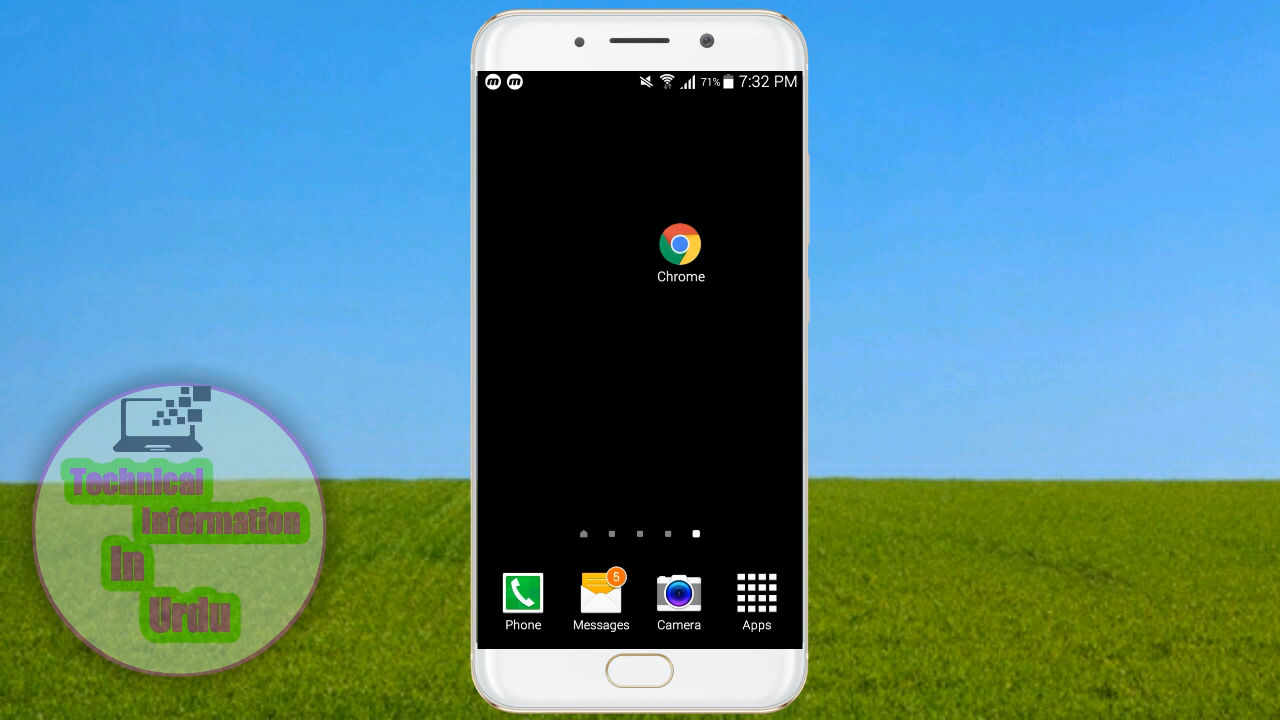 71% 7:32 PM
Chrome
5
Phone Messages Camera Apps
Technical
Information
In
Urdu